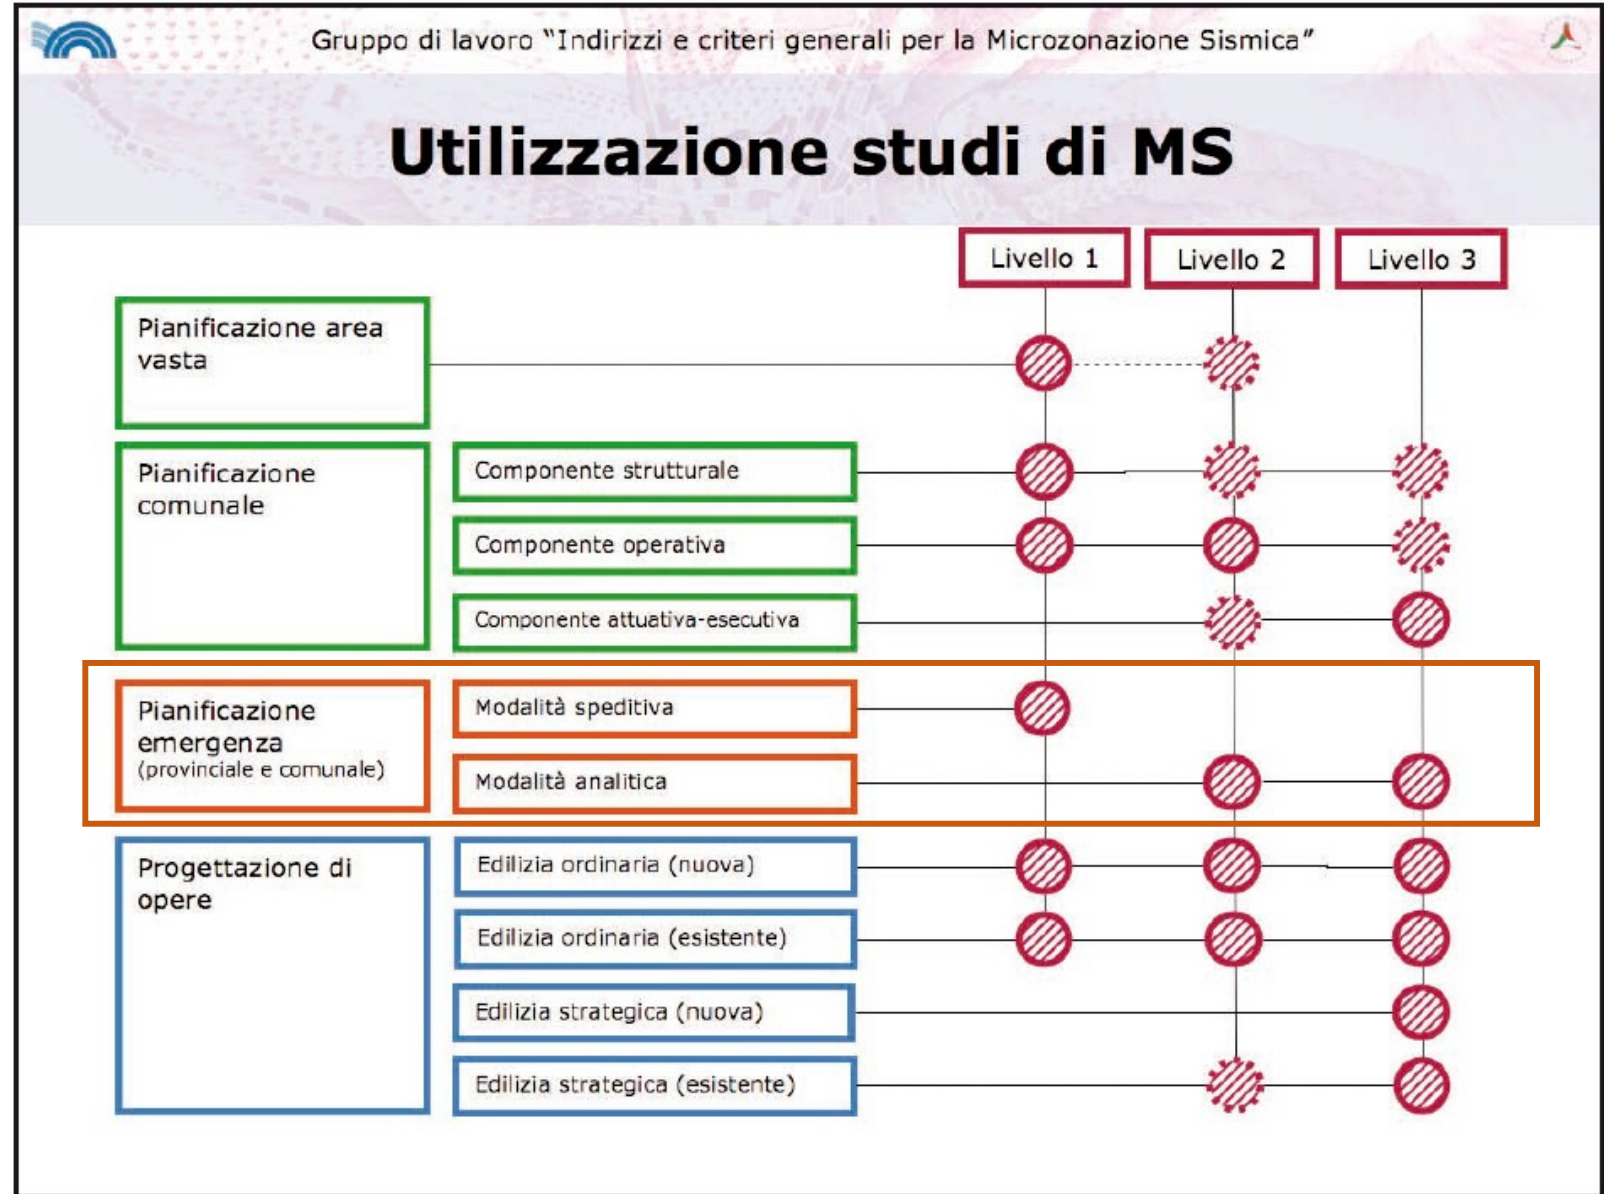 Gruppo di lavoro “Indirizzi e criteri generali per la Microzonazione Sismica”
Utilizzazione studi di MS
Livello 1
Livello 2
Livello 3
Pianificazione area
vasta
Pianificazione
comunale
Componente strutturale
Componente operativa
Componente attuativa-esecutiva
Pianificazione
emergenza
(provinciale e comunale)
Modalità speditiva
Modalità analitica
Progettazione di
opere
Edilizia ordinaria (nuova)
Edilizia ordinaria (esistente)
Edilizia strategica (nuova)
Edilizia strategica (esistente)